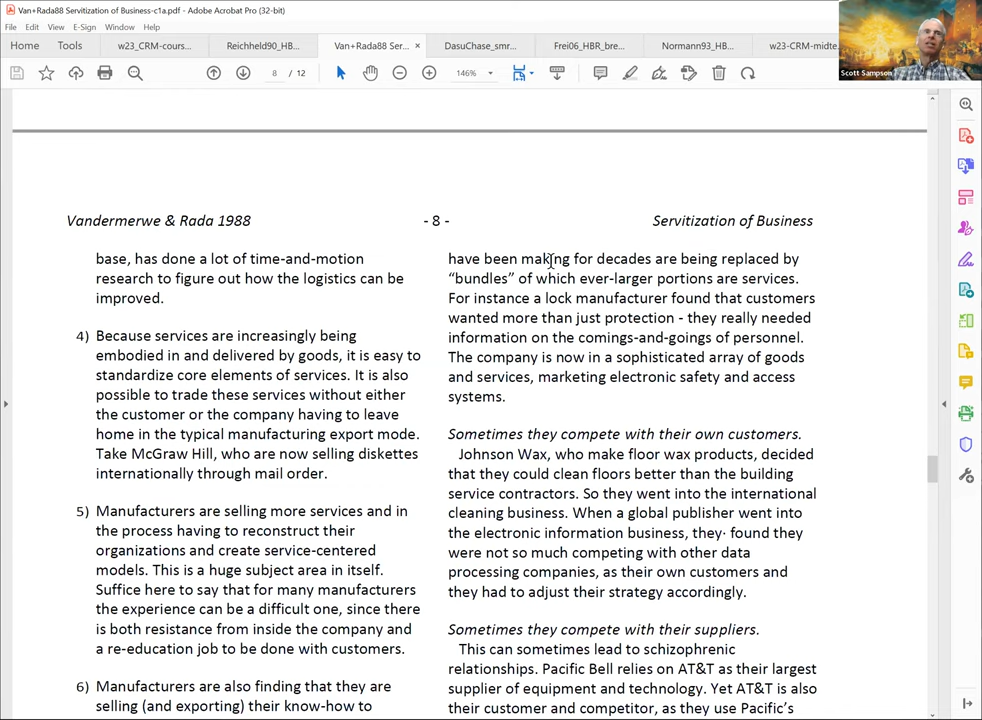 Van+Rada88 Servitization of Business-c1a.pdf - Adobe Acrobat Pro (32-bit)
File Edit View E-Sign Window Help
Home Tools w23_CRM-cours... Reichheld90_HB... Van+Rada88 Ser... × DasuChase_smr... Frei06_HBR_bre... Normann93_HB... w23-CRM-midte
8 / 12 146%
Scott Sampson
Vandermerwe & Rada 1988 - 8 - Servitization of Business
base, has done a lot of time-and-motion
research to figure out how the logistics can be
improved.
4) Because services are increasingly being
embodied in and delivered by goods, it is easy to
standardize core elements of services. It is also
possible to trade these services without either
the customer or the company having to leave
home in the typical manufacturing export mode.
Take McGraw Hill, who are now selling diskettes
internationally through mail order.
5) Manufacturers are selling more services and in
the process having to reconstruct their
organizations and create service-centered
models. This is a huge subject area in itself.
Suffice here to say that for many manufacturers
the experience can be a difficult one, since there
is both resistance from inside the company and
a re-education job to be done with customers.
6) Manufacturers are also finding that they are
selling (and exporting) their know-how to
have been making for decades are being replaced by
“bundles” of which ever-larger portions are services.
For instance a lock manufacturer found that customers
wanted more than just protection - they really needed
information on the comings-and-goings of personnel.
The company is now in a sophisticated array of goods
and services, marketing electronic safety and access
systems.
Sometimes they compete with their own customers.
Johnson Wax, who make floor wax products, decided
that they could clean floors better than the building
service contractors. So they went into the international
cleaning business. When a global publisher went into
the electronic information business, they· found they
were not so much competing with other data
processing companies, as their own customers and
they had to adjust their strategy accordingly.
Sometimes they compete with their suppliers.
This can sometimes lead to schizophrenic
relationships. Pacific Bell relies on AT&T as their largest
supplier of equipment and technology. Yet AT&T is also
their customer and competitor, as they use Pacific’s